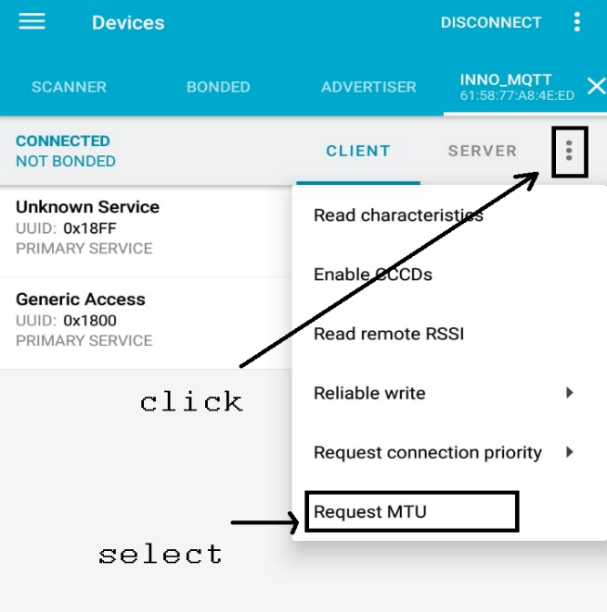 Devices
DISCONNECT
SCANNER
BONDED
ADVERTISER
INNO_MQTT
61:58:77:A8:4E:ED
CONNECTED
NOT BONDED
CLIENT
SERVER
Unknown Service
UUID: 0x18FF
PRIMARY SERVICE
Generic Access
UUID: 0x1800
PRIMARY SERVICE
Read characteristics
Enable CCCDs
Read remote RSSI
Reliable write
Request connection priority
Request MTU
click
select